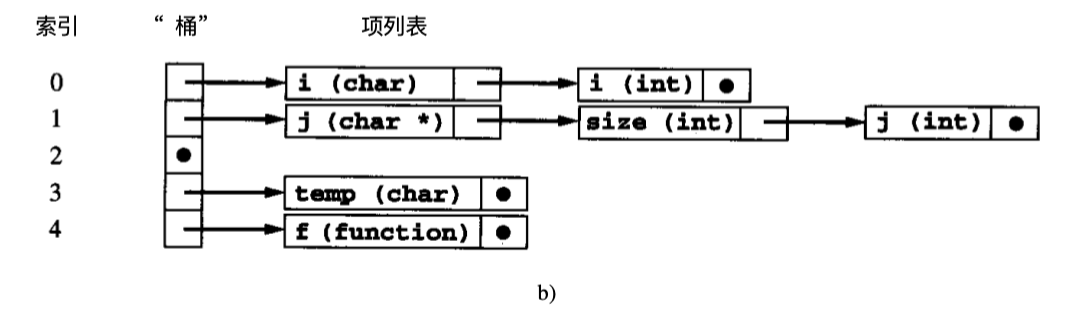 索引 “桶” 项列表
0 i (char) i (int)
1 j (char *) size (int) j (int)
2
3 temp (char)
4 f (function)
b)